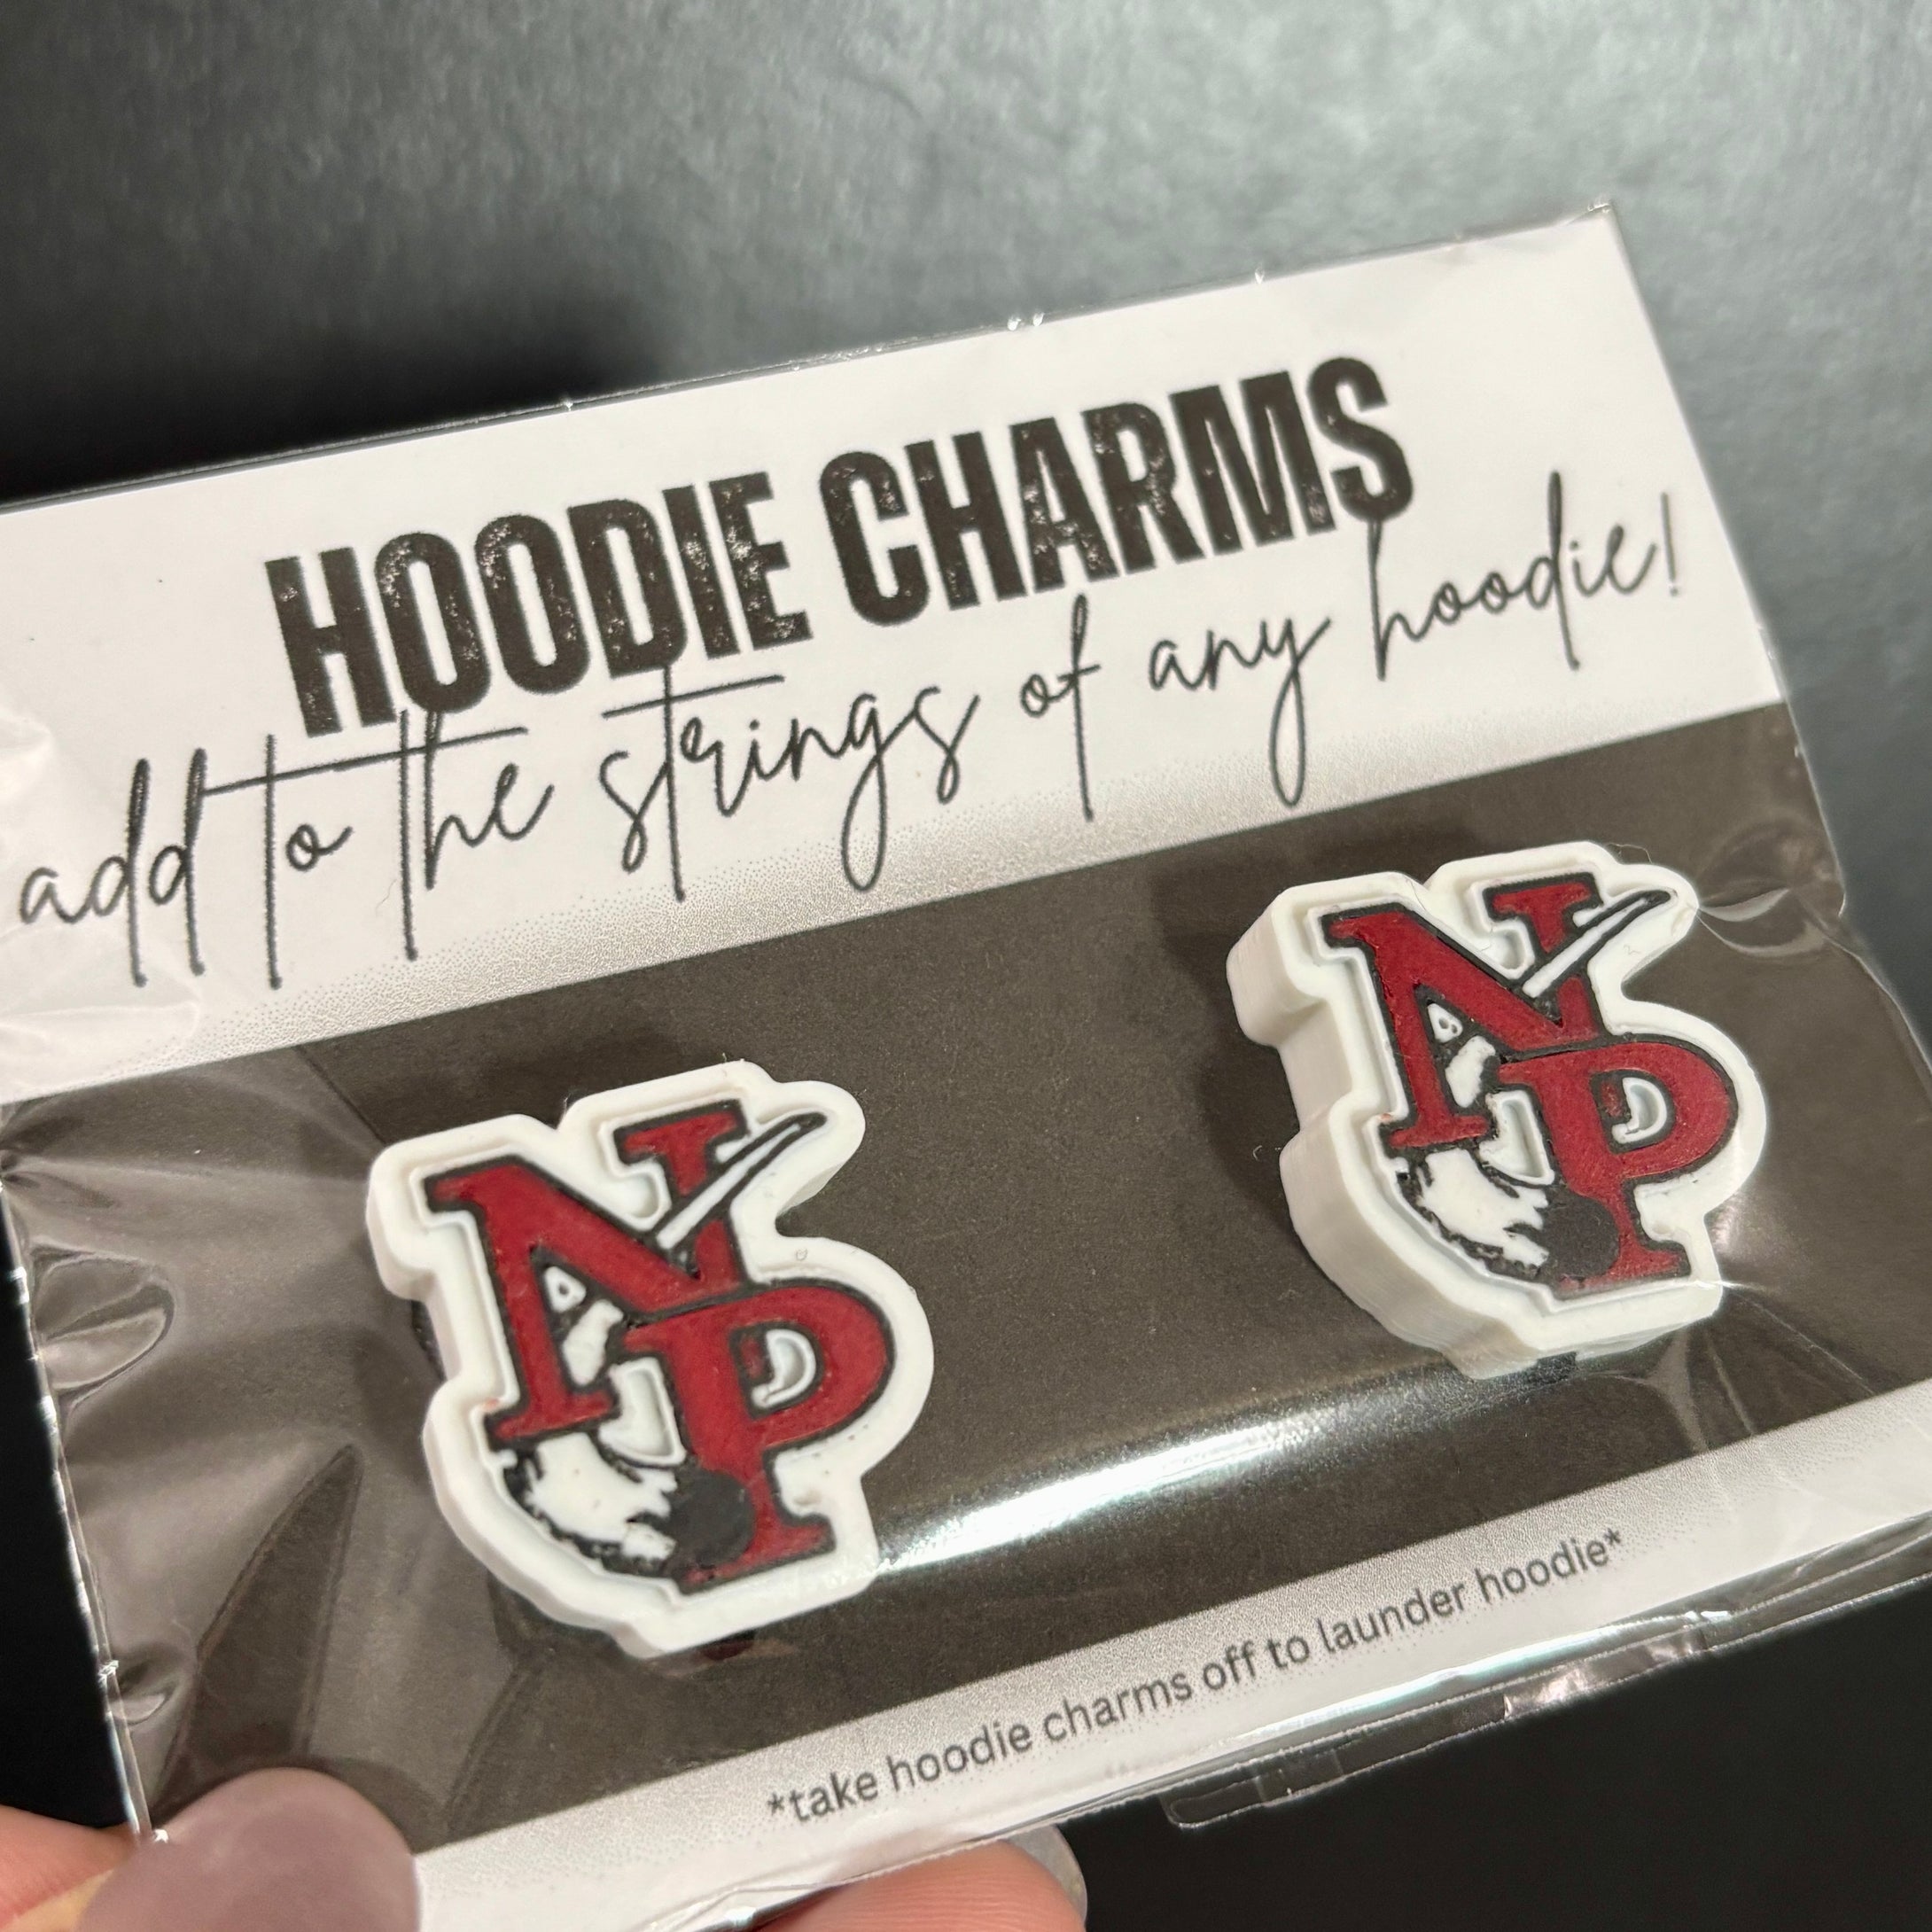 HOODIE CHARMS
add to the strings of any hoodie!
NP
NP
*take hoodie charms off to launder hoodie*